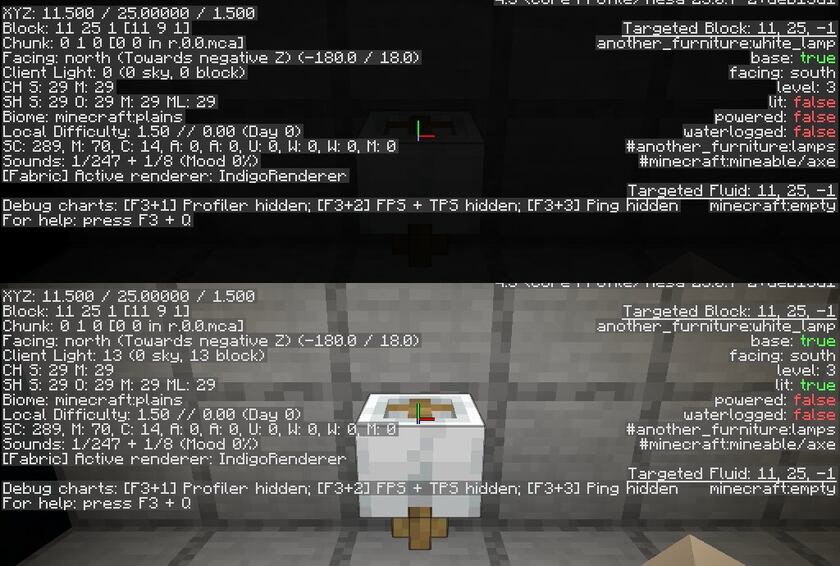 XYZ: 11.500 / 25.00000 / 1.500
Block: 11 25 1 [11 9 1]
Chunk: 0 1 0 [0 0 in r.0.0.mca]
Facing: north (Towards negative Z) (-180.0 / 18.0)
Client Light: 0 (0 sky, 0 block)
CH S: 29 M: 29
SH S: 29 O: 29 M: 29 ML: 29
Biome: minecraft:plains
Local Difficulty: 1.50 // 0.00 (Day 0)
SC: 289, M: 70, C: 14, A: 0, A: 0, U: 0, W: 0, W: 0, M: 0
Sounds: 1/247 + 1/8 (Mood 0%)
[Fabric] Active renderer: IndigoRenderer
Debug charts: [F3+1] Profiler hidden; [F3+2] FPS + TPS hidden; [F3+3] Ping hidden
For help: press F3 + Q
Targeted Block: 11, 25, -1
another_furniture:white_lamp
base: true
facing: south
level: 3
lit: false
powered: false
waterlogged: false
#another_furniture:lamps
#minecraft:mineable/axe
Targeted Fluid: 11, 25, -1
minecraft:empty
XYZ: 11.500 / 25.00000 / 1.500
Block: 11 25 1 [11 9 1]
Chunk: 0 1 0 [0 0 in r.0.0.mca]
Facing: north (Towards negative Z) (-180.0 / 18.0)
Client Light: 13 (0 sky, 13 block)
CH S: 29 M: 29
SH S: 29 O: 29 M: 29 ML: 29
Biome: minecraft:plains
Local Difficulty: 1.50 // 0.00 (Day 0)
SC: 289, M: 70, C: 14, A: 0, A: 0, U: 0, W: 0, W: 0, M: 0
Sounds: 1/247 + 1/8 (Mood 0%)
[Fabric] Active renderer: IndigoRenderer
Debug charts: [F3+1] Profiler hidden; [F3+2] FPS + TPS hidden; [F3+3] Ping hidden
For help: press F3 + Q
Targeted Block: 11, 25, -1
another_furniture:white_lamp
base: true
facing: south
level: 3
lit: true
powered: false
waterlogged: false
#another_furniture:lamps
#minecraft:mineable/axe
Targeted Fluid: 11, 25, -1
minecraft:empty